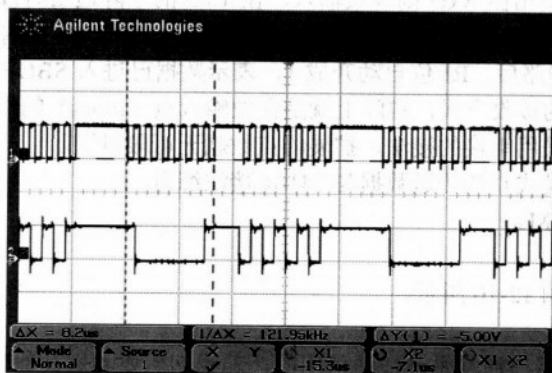 Agilent Technologies
ΔX = 8.2us 1/ΔX = 121.95kHz ΔY(1) = -5.00V
Mode Normal Source 1 X Y ✓ X1 -15.3us X2 -7.1us X1 X2